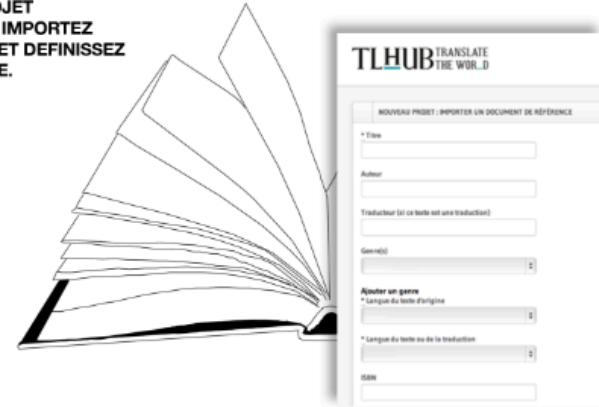 OJET
IMPORTEZ
ET DEFINISSEZ
E.
TLHUB TRANSLATE
THE WOR_D
NOUVEAU PROJET : IMPORTER UN DOCUMENT DE RÉFÉRENCE
* Titre
Auteur
Traducteur (si ce texte est une traduction)
Genre(s)
Ajouter un genre
* Langue du texte d'origine
* Langue du texte ou de la traduction
ISBN